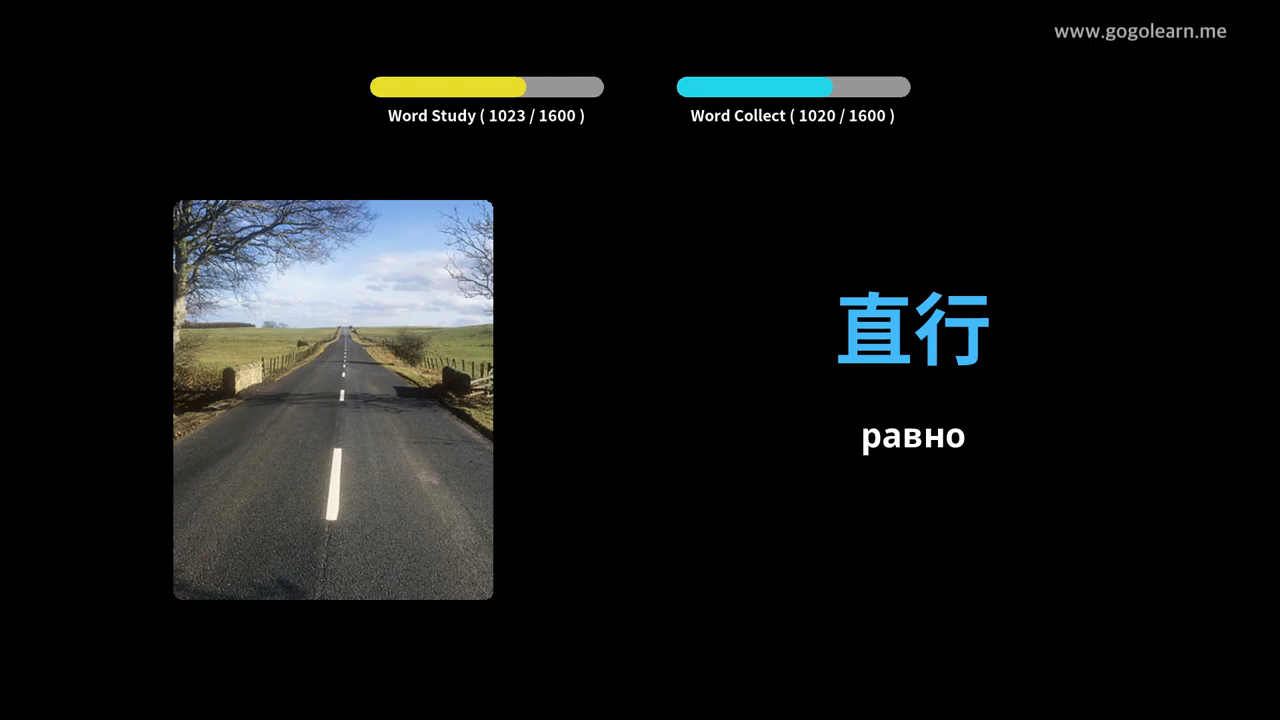 www.gogolearn.me
Word Study ( 1023 / 1600 )
Word Collect ( 1020 / 1600 )
直行
равно